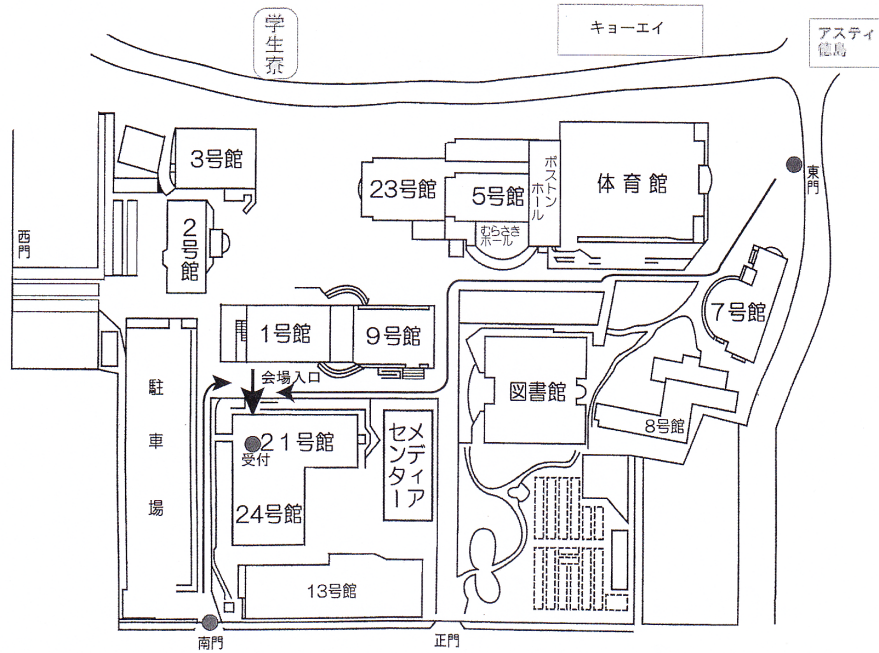 学生寮
キョーエイ
アスティ
徳島
3号館
23号館
5号館
ボストン
ホール
体育館
東門
むらさき
ホール
西門
2号館
7号館
1号館
9号館
会場入口
図書館
8号館
駐車場
21号館
受付
メディア
センター
24号館
13号館
南門
正門